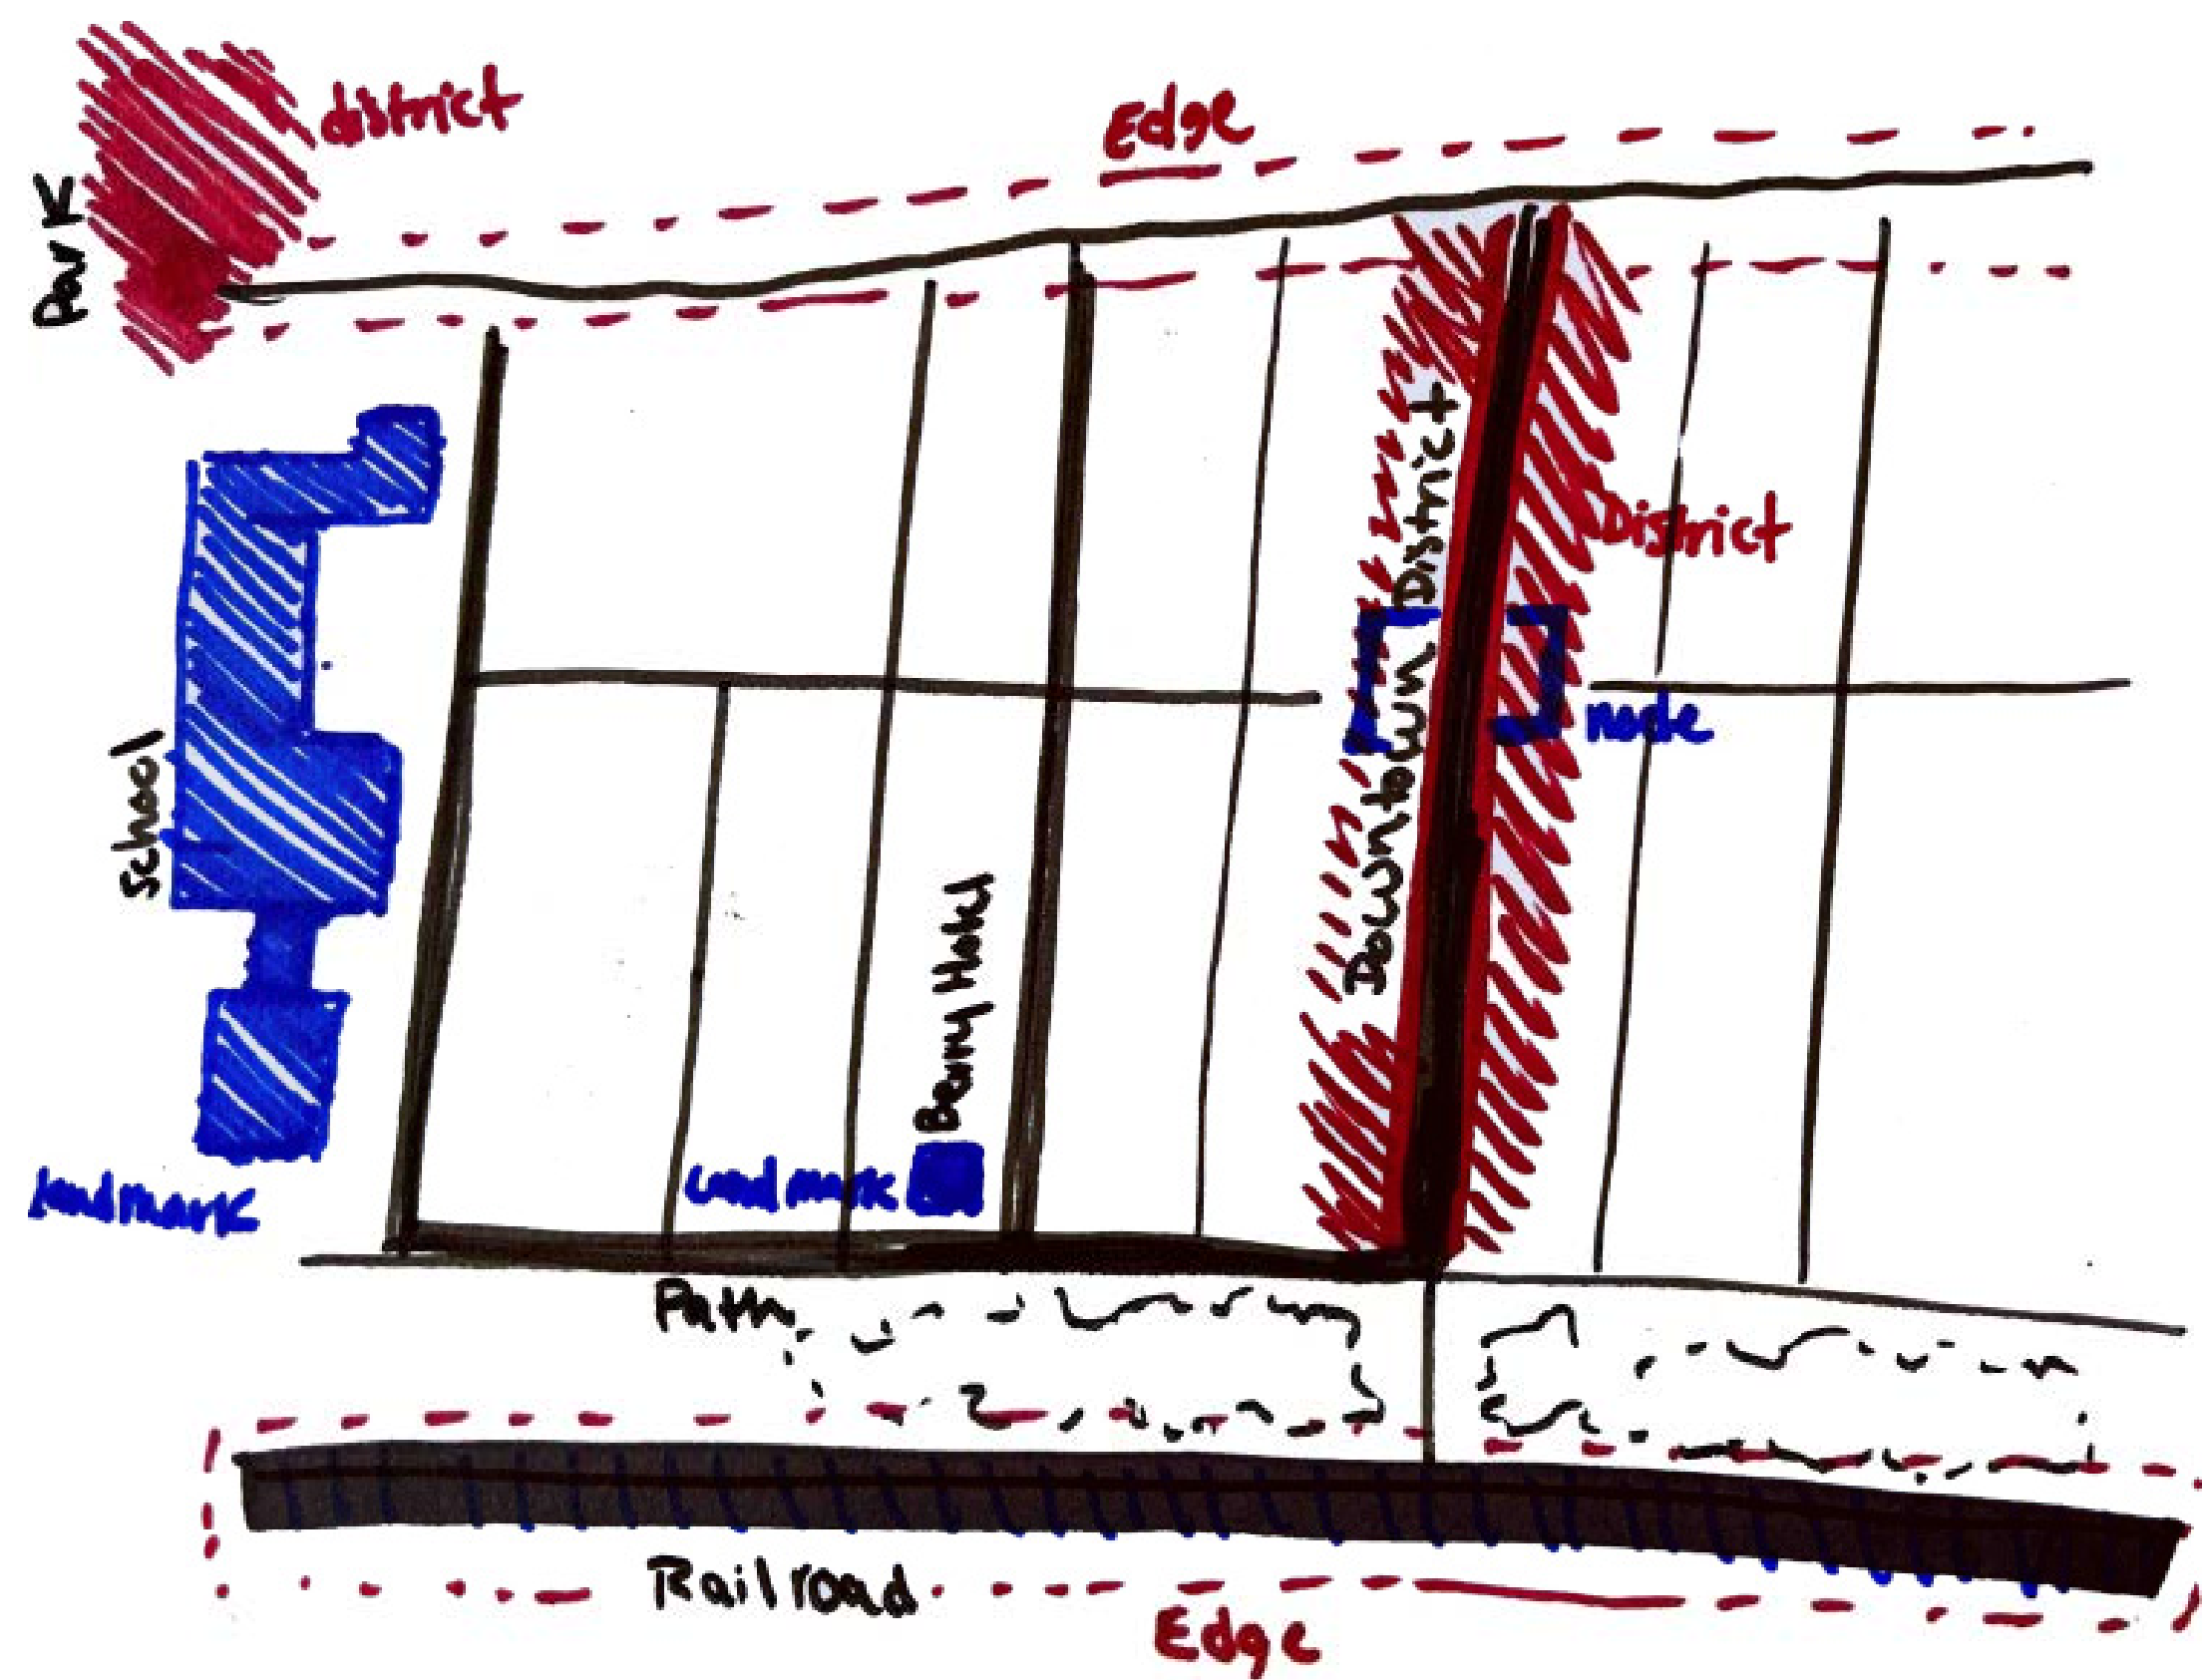 district
Edge
Park
Downtown District
District
node
School
Berry Hotel
landmark
landmark
Path
Railroad
Edge